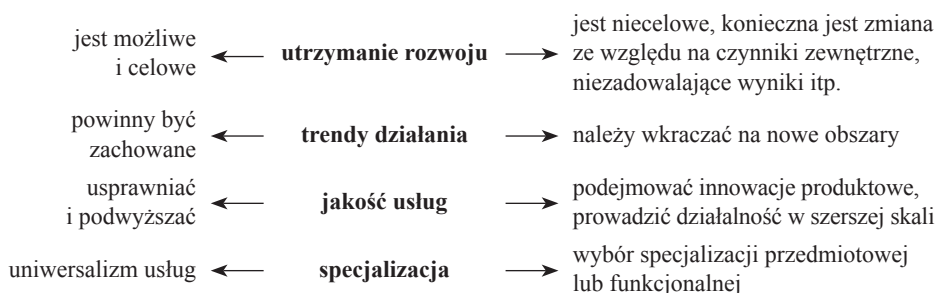 jest możliwe
i celowe
utrzymanie rozwoju
jest niecelowe, konieczna jest zmiana
ze względu na czynniki zewnętrzne,
niezadowalające wyniki itp.
powinny być
zachowane
trendy działania
należy wkraczać na nowe obszary
usprawniać
i podwyższać
jakość usług
podejmować innowacje produktowe,
prowadzić działalność w szerszej skali
uniwersalizm usług
specjalizacja
wybór specjalizacji przedmiotowej
lub funkcjonalnej